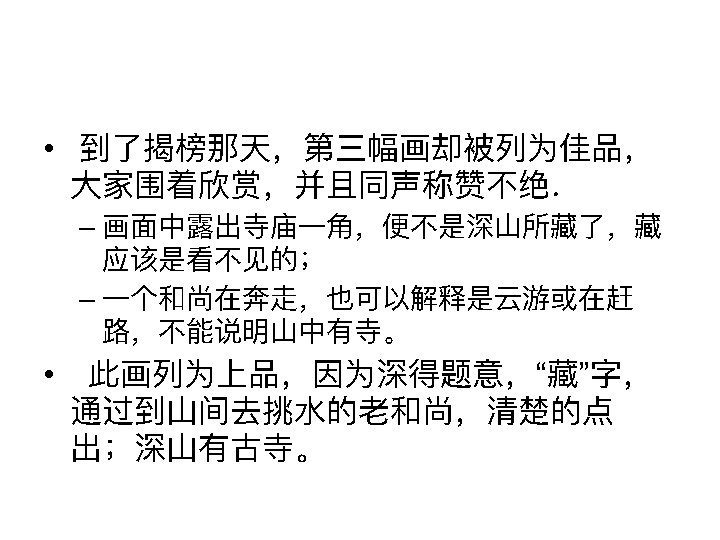 • 到了揭榜那天，第三幅画却被列为佳品，
大家围着欣赏，并且同声称赞不绝.
– 画面中露出寺庙一角，便不是深山所藏了，藏
应该是看不见的；
– 一个和尚在奔走，也可以解释是云游或在赶
路，不能说明山中有寺。
• 此画列为上品，因为深得题意，“藏”字，
通过到山间去挑水的老和尚，清楚的点
出；深山有古寺。